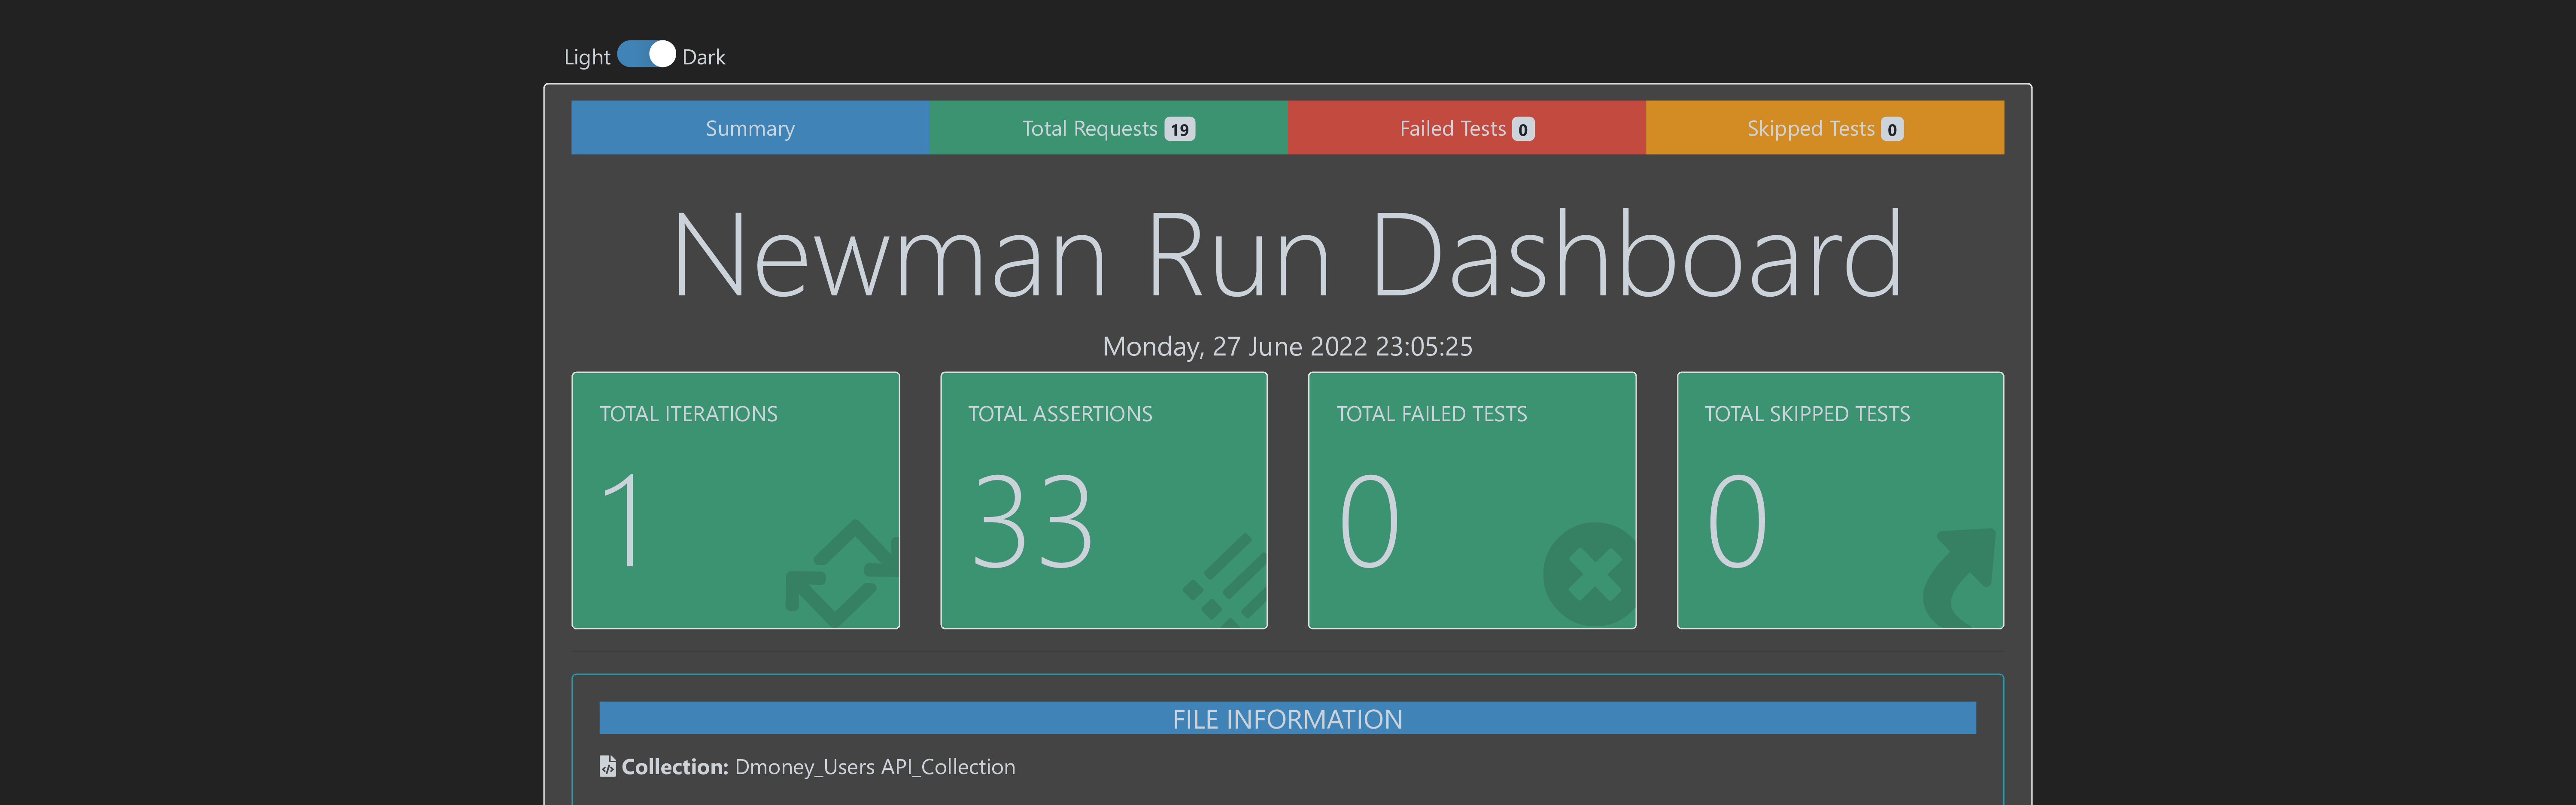 Light Dark
Summary Total Requests 19 Failed Tests 0 Skipped Tests 0
Newman Run Dashboard
Monday, 27 June 2022 23:05:25
TOTAL ITERATIONS TOTAL ASSERTIONS TOTAL FAILED TESTS TOTAL SKIPPED TESTS
1 33 0 0
FILE INFORMATION
Collection: Dmoney_Users API_Collection